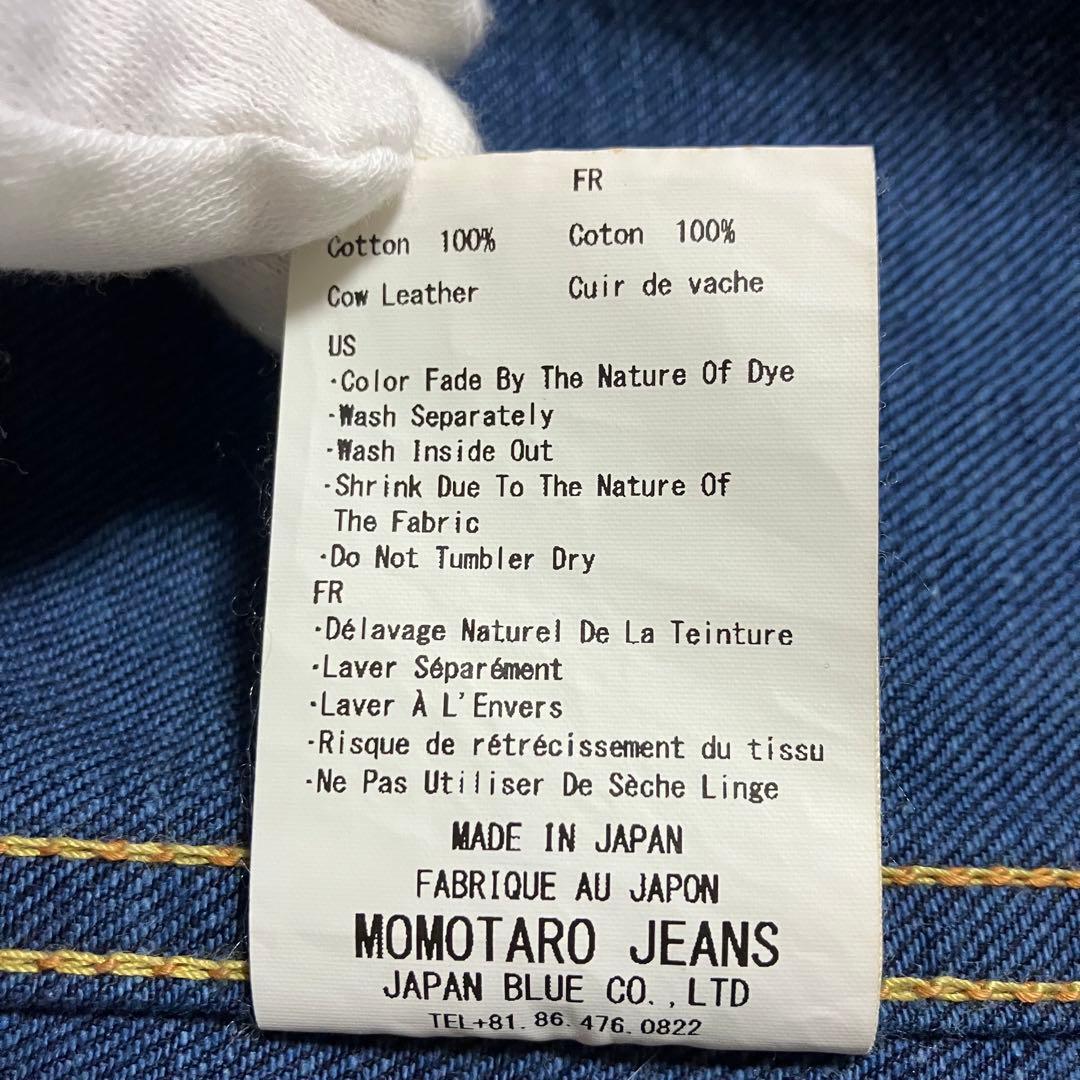 FR
Cotton 100% Coton 100%
Cow Leather Cuir de vache
US
·Color Fade By The Nature Of Dye
·Wash Separately
·Wash Inside Out
·Shrink Due To The Nature Of
The Fabric
·Do Not Tumbler Dry
FR
·Délavage Naturel De La Teinture
·Laver Séparément
·Laver À L'Envers
·Risque de rétrécissement du tissu
·Ne Pas Utiliser De Sèche Linge
MADE IN JAPAN
FABRIQUE AU JAPON
MOMOTARO JEANS
JAPAN BLUE CO.,LTD
TEL+81.86.476.0822